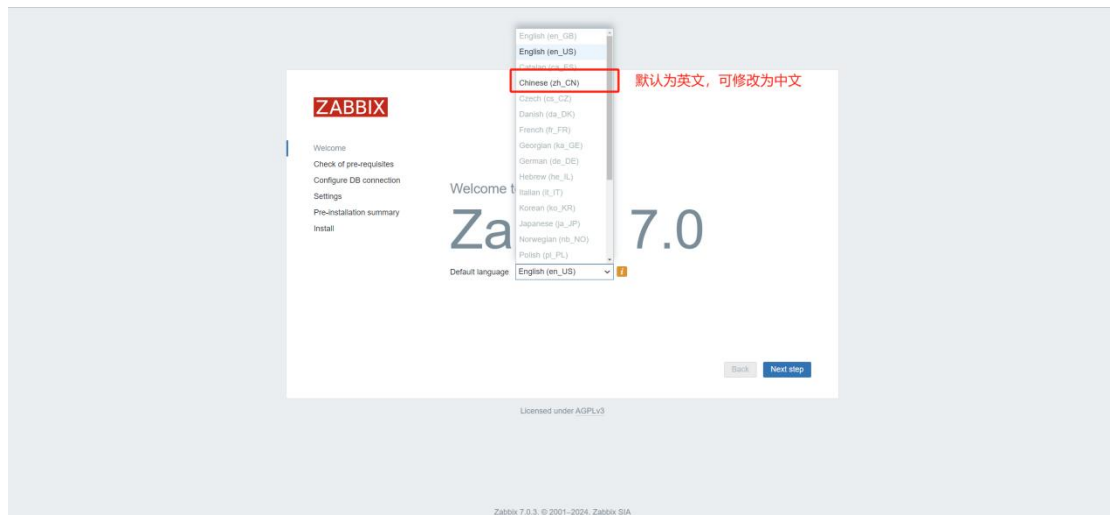 English (en_GB)
English (en_US)
Catalan (ca_ES)
Chinese (zh_CN)
默认为英文，可修改为中文
Czech (cs_CZ)
Danish (da_DK)
French (fr_FR)
Georgian (ka_GE)
German (de_DE)
Hebrew (he_IL)
Italian (it_IT)
Korean (ko_KR)
Japanese (ja_JP)
Norwegian (nb_NO)
Polish (pl_PL)
ZABBIX
Welcome
Check of pre-requisites
Configure DB connection
Settings
Pre-installation summary
Install
Welcome t
Za 7.0
Default language English (en_US) i
Back Next step
Licensed under AGPLv3
Zabbix 7.0.3. © 2001–2024, Zabbix SIA